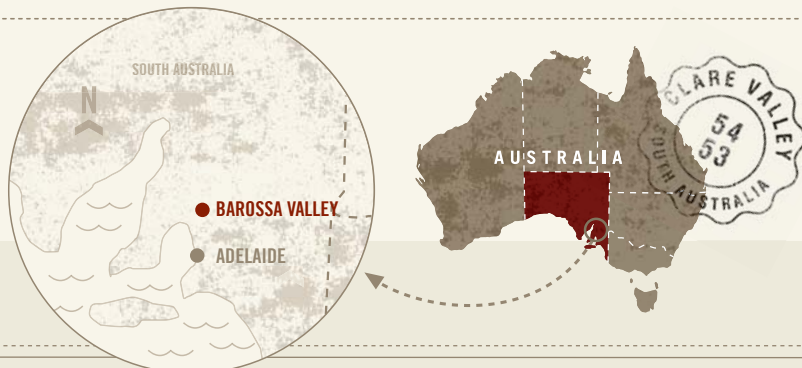 SOUTH AUSTRALIA
N
BAROSSA VALLEY
ADELAIDE
AUSTRALIA
CLARE VALLEY
54
53
SOUTH AUSTRALIA